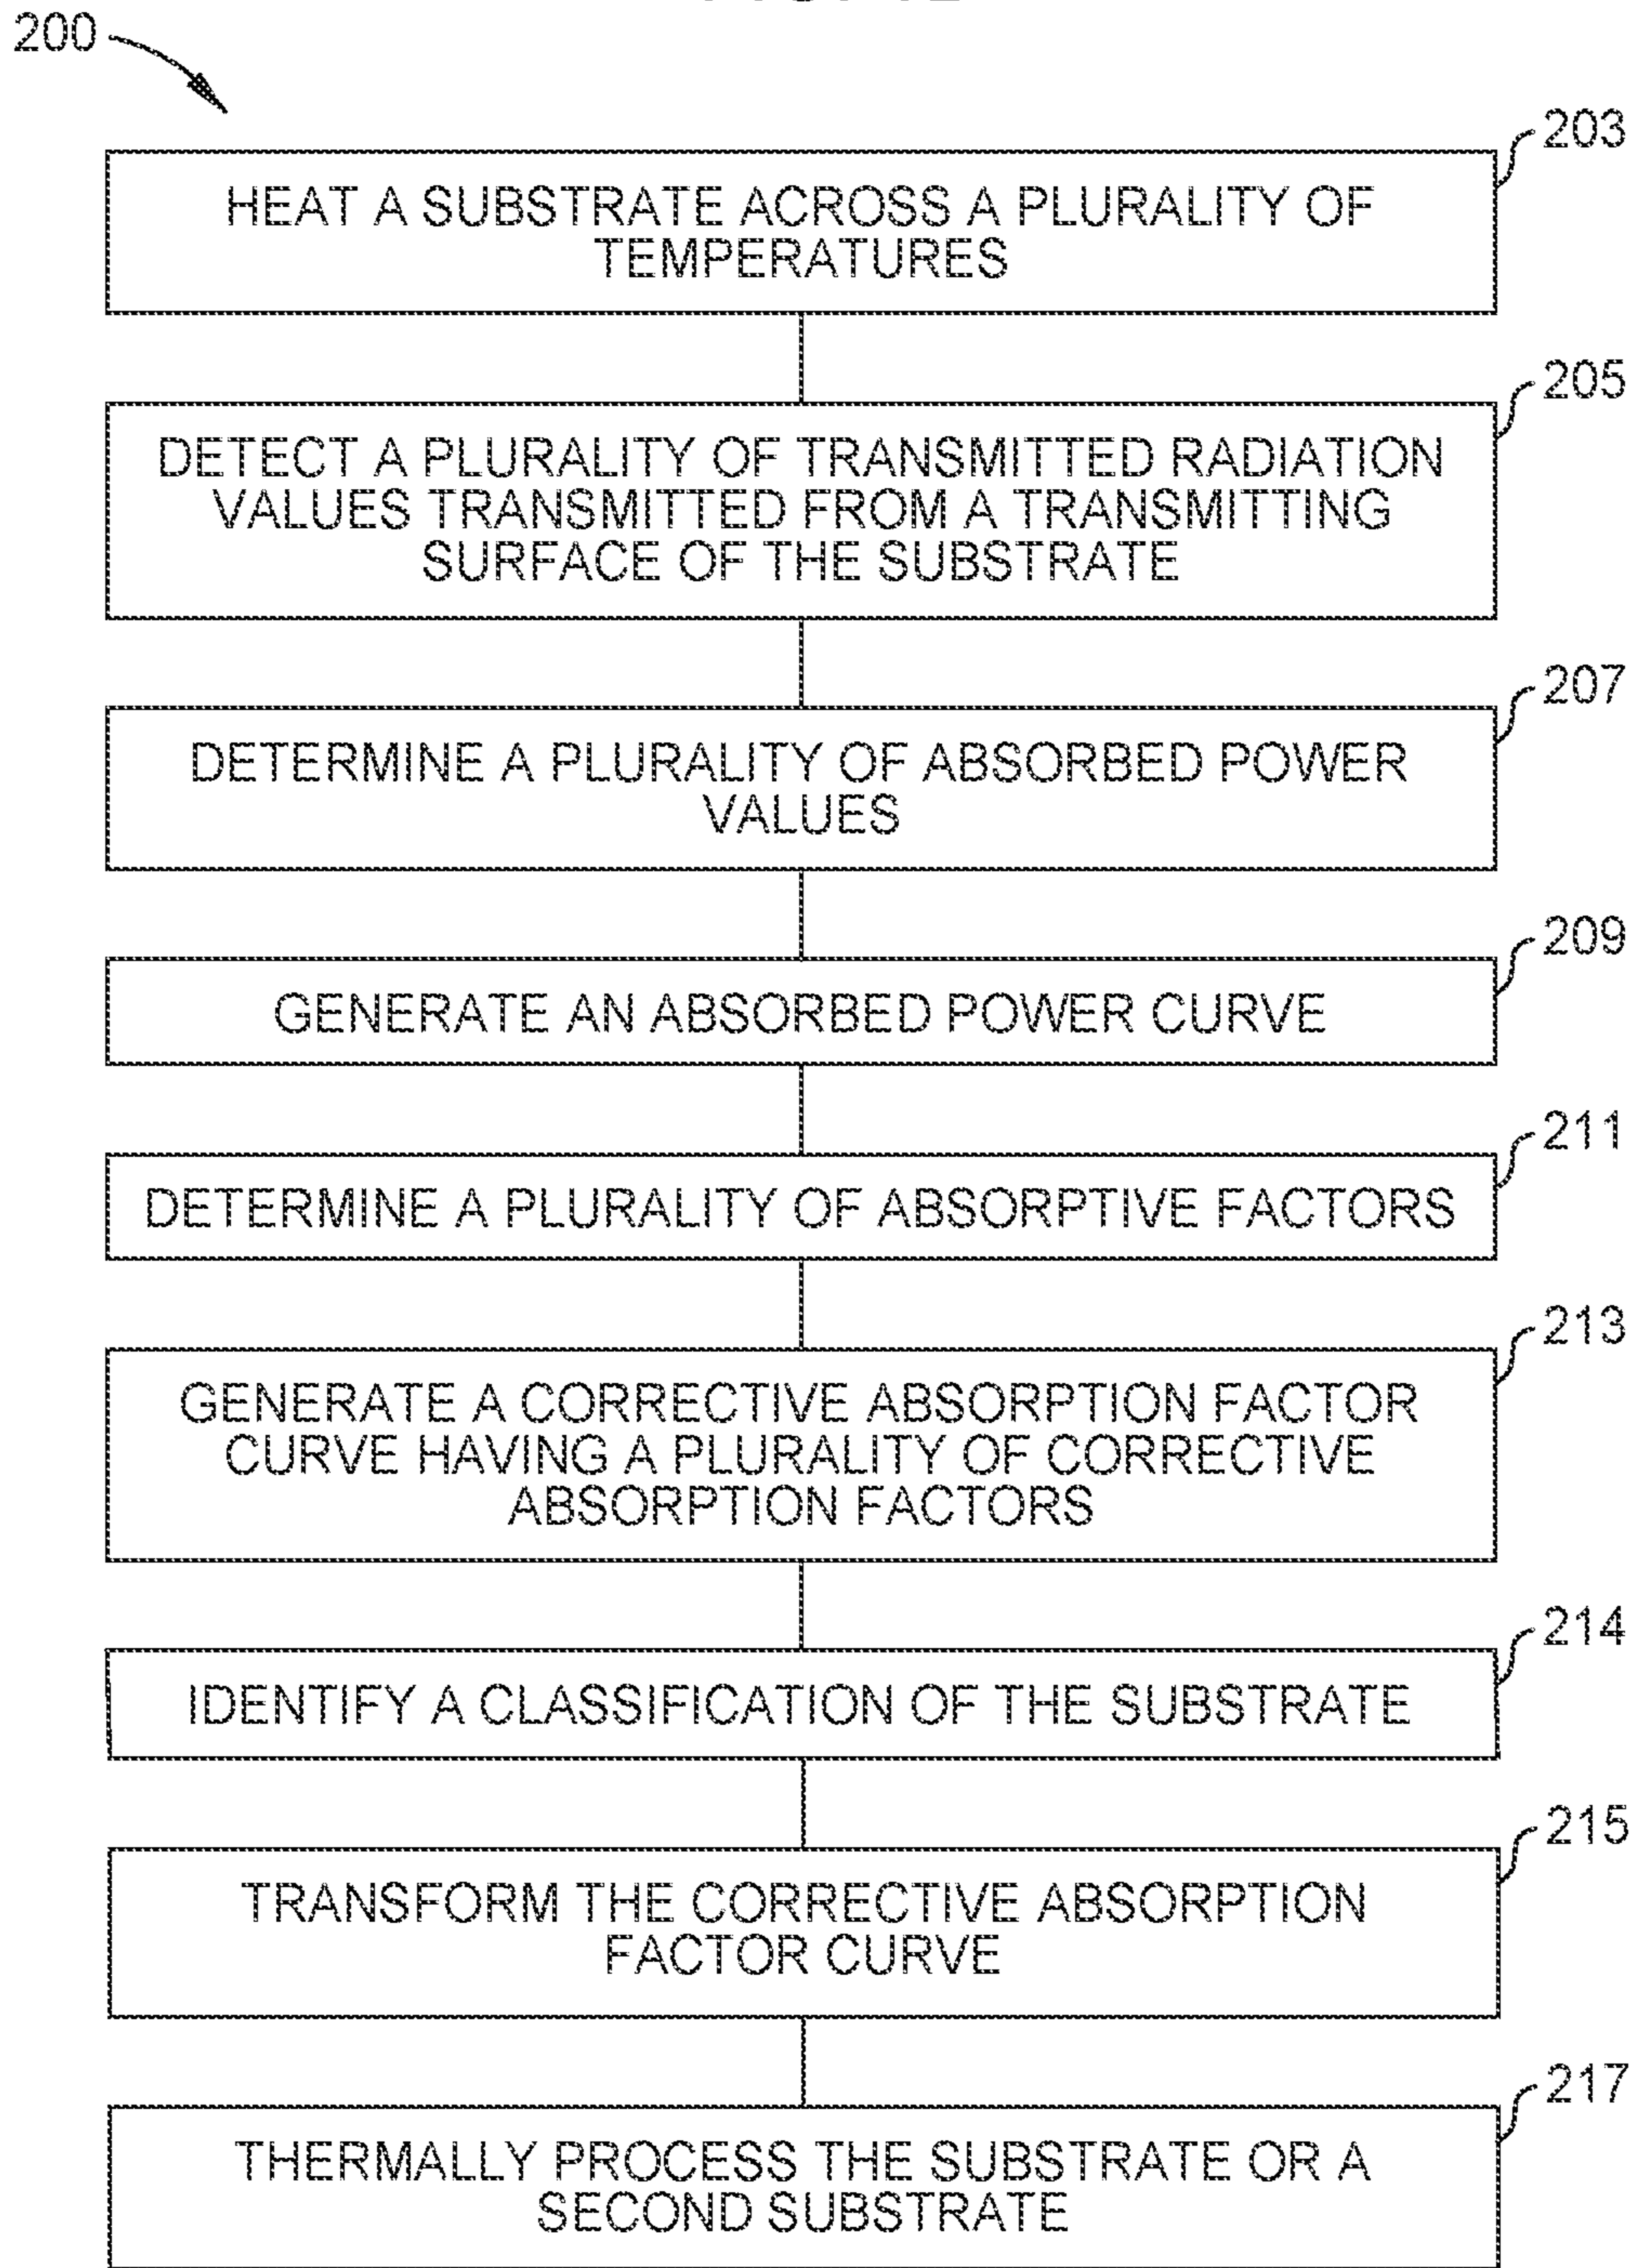 200
203
HEAT A SUBSTRATE ACROSS A PLURALITY OF
TEMPERATURES
205
DETECT A PLURALITY OF TRANSMITTED RADIATION
VALUES TRANSMITTED FROM A TRANSMITTING
SURFACE OF THE SUBSTRATE
207
DETERMINE A PLURALITY OF ABSORBED POWER
VALUES
209
GENERATE AN ABSORBED POWER CURVE
211
DETERMINE A PLURALITY OF ABSORPTIVE FACTORS
213
GENERATE A CORRECTIVE ABSORPTION FACTOR
CURVE HAVING A PLURALITY OF CORRECTIVE
ABSORPTION FACTORS
214
IDENTIFY A CLASSIFICATION OF THE SUBSTRATE
215
TRANSFORM THE CORRECTIVE ABSORPTION
FACTOR CURVE
217
THERMALLY PROCESS THE SUBSTRATE OR A
SECOND SUBSTRATE